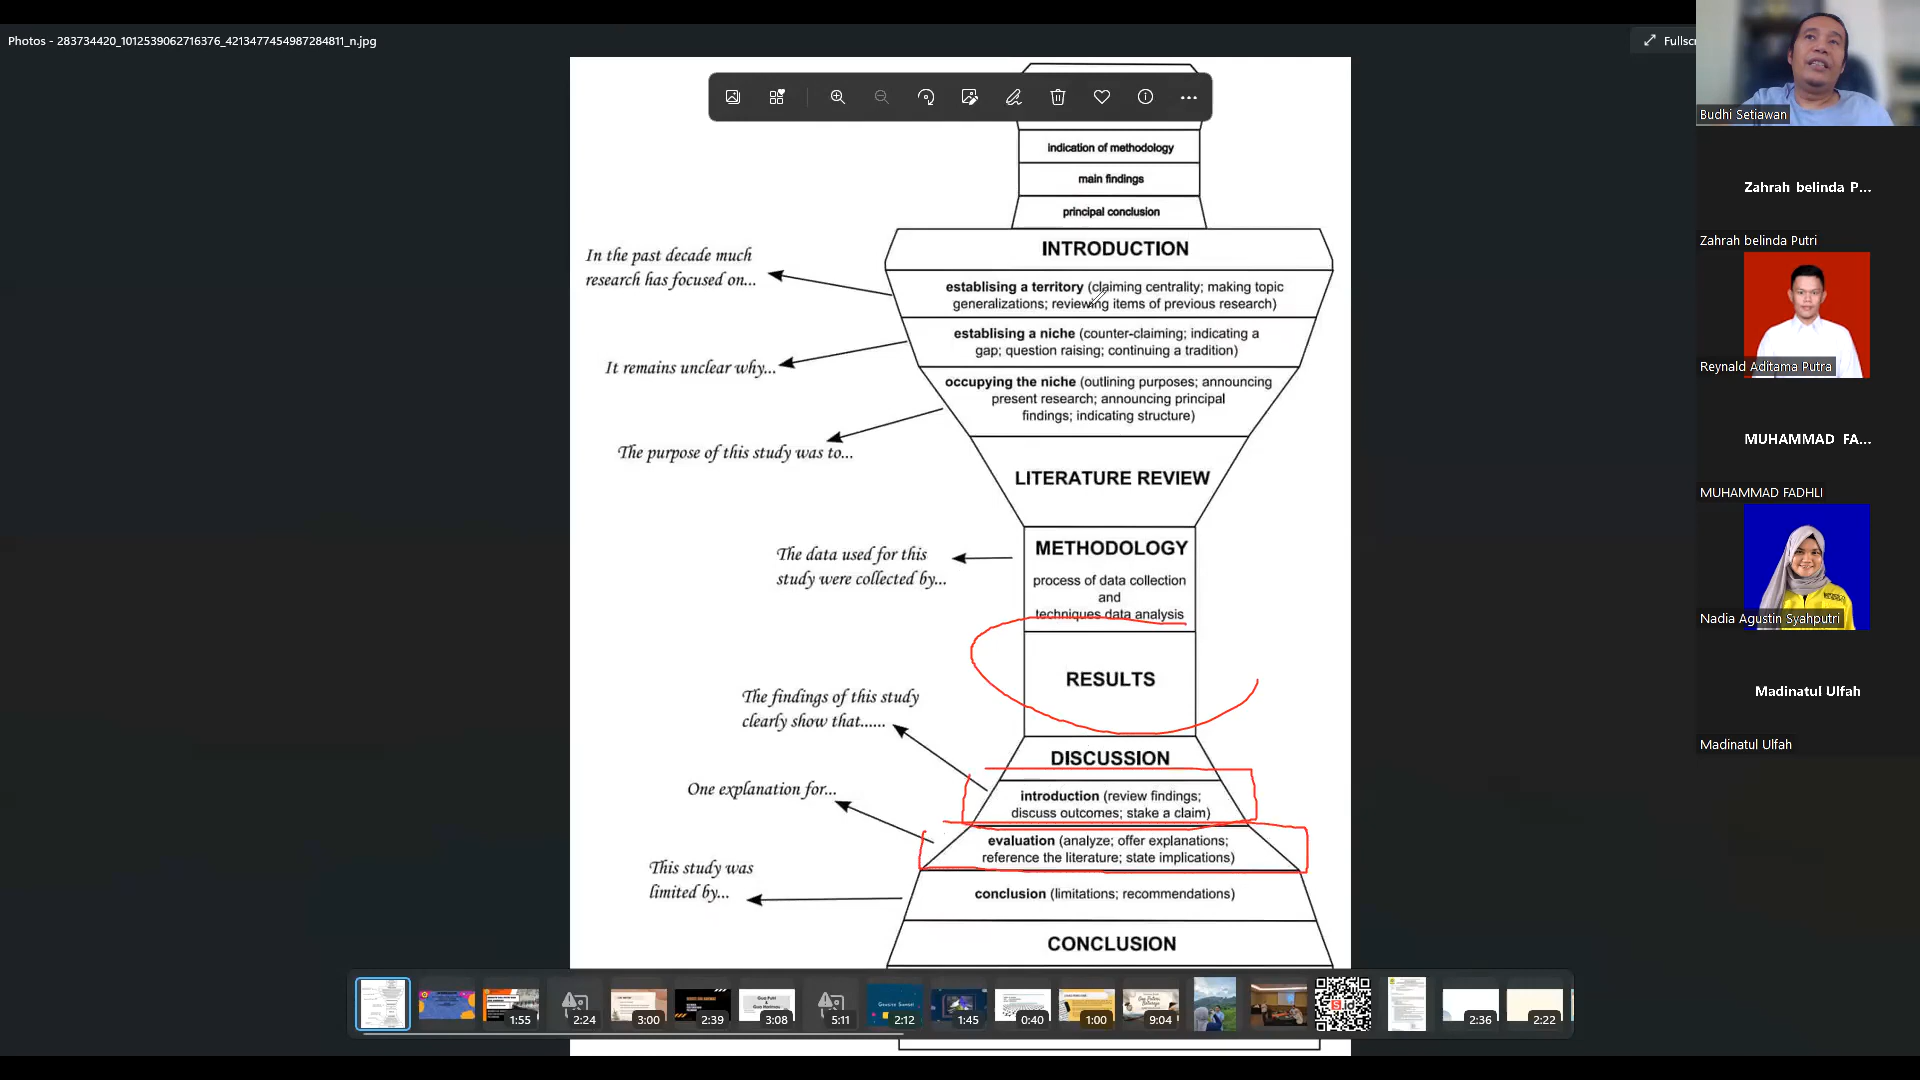 Photos - 283734420_1012539062716376_4213477454987284811_n.jpg
indication of methodology
main findings
principal conclusion
INTRODUCTION
In the past decade much
research has focused on...
establising a territory (claiming centrality; making topic
generalizations; reviewing items of previous research)
establising a niche (counter-claiming; indicating a
gap; question raising; continuing a tradition)
It remains unclear why...
occupying the niche (outlining purposes; announcing
present research; announcing principal
findings; indicating structure)
The purpose of this study was to...
LITERATURE REVIEW
METHODOLOGY
The data used for this
study were collected by...
process of data collection
and
techniques data analysis
RESULTS
The findings of this study
clearly show that......
DISCUSSION
introduction (review findings;
discuss outcomes; stake a claim)
One explanation for...
evaluation (analyze; offer explanations;
reference the literature; state implications)
This study was
limited by...
conclusion (limitations; recommendations)
CONCLUSION
1:55
2:24
3:00
2:39
3:08
5:11
2:12
1:45
0:40
1:00
9:04
2:36
2:22
Budhi Setiawan
Zahrah belinda P...
Zahrah belinda Putri
Reynald Aditama Putra
MUHAMMAD FA...
MUHAMMAD FADHLI
Nadia Agustin Syahputri
Madinatul Ulfah
Madinatul Ulfah